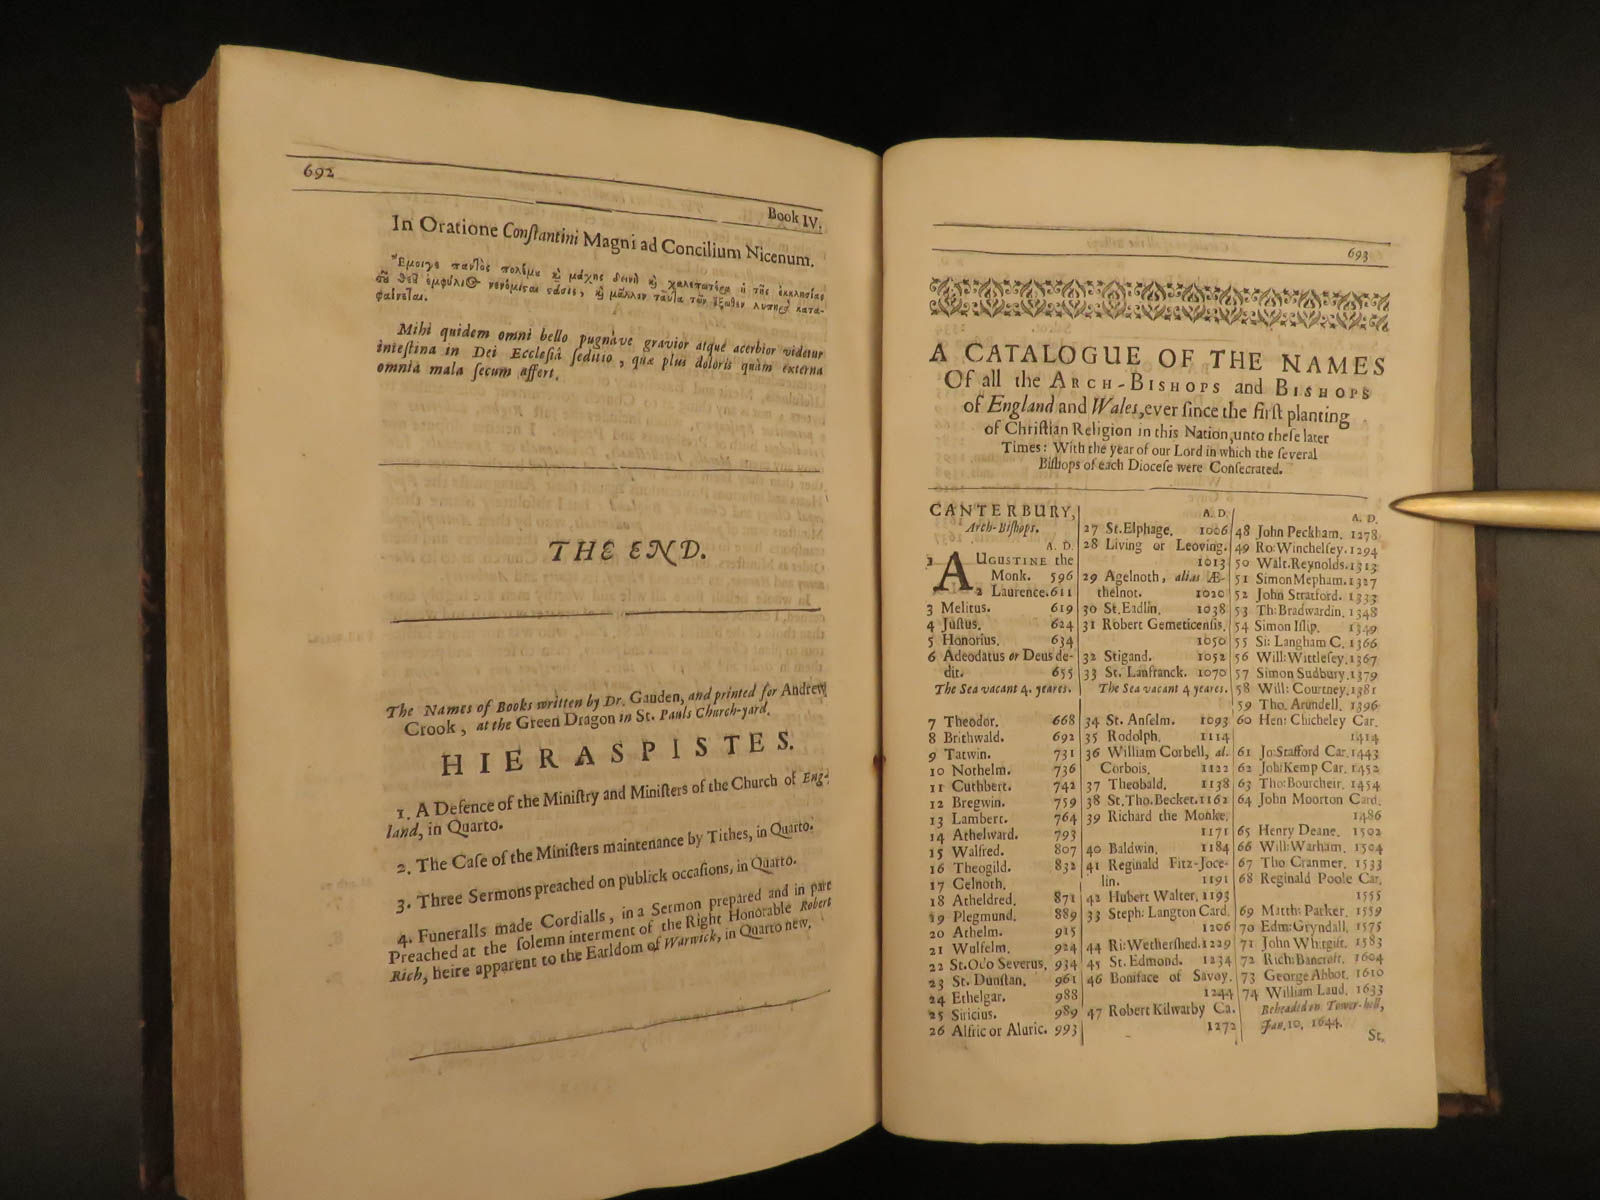 692
Book IV.
In Oratione Constantini Magni ad Concilium Nicenum.
Mihi quidem omni bello pugnave gravior atque acerbior videtur
inteſtina in Dei Eccleſiâ ſeditio, quæ plus doloris quàm externa
omnia mala ſecum affert.
THE END.
The Names of Books written by Dr. Gauden, and printed for Andrew
Crook, at the Green Dragon in St. Pauls Church-yard.
HIERASPISTES.
1. A Defence of the Miniſtry and Miniſters of the Church of Eng-
land, in Quarto.
2. The Caſe of the Miniſters maintenance by Tithes, in Quarto.
3. Three Sermons preached on publick occaſions, in Quarto.
4. Funeralls made Cordialls, in a Sermon prepared and in part
Preached at the ſolemn interment of the Right Honorable Robert
Rich, heire apparent to the Earldom of Warwick, in Quarto new.
693
A CATALOGUE OF THE NAMES
Of all the ARCH-BISHOPS and BISHOPS
of England and Wales, ever ſince the firſt planting
of Chriſtian Religion in this Nation, unto theſe later
Times: With the year of our Lord in which the ſeveral
Biſhops of each Dioceſe were Conſecrated.
CANTERBURY,
Arch-Biſhops.
A. D.
1 AUGUSTINE the
Monk. 596
2 Laurence. 611
3 Melitus. 619
4 Juſtus. 624
5 Honorius. 634
6 Adeodatus or Deus de-
dit. 655
The Sea vacant 4. yeares.
7 Theodor. 668
8 Brithwald. 692
9 Tatwin. 731
10 Nothelm. 736
11 Cuthbert. 742
12 Bregwin. 759
13 Lambert. 764
14 Athelward. 793
15 Walfred. 807
16 Theogild. 832
17 Celnoth.
18 Atheldred. 871
19 Plegmund. 889
20 Athelm. 915
21 Wulfelm. 924
22 St. Odo Severus, 934
23 St. Dunſtan. 961
24 Ethelgar. 988
25 Siricius. 989
26 Alfric or Aluric. 993
A. D.
27 St. Elphage. 1006
28 Living or Leoving.
1013
29 Agelnoth, alias Æ-
thelnot. 1020
30 St. Eadſin. 1038
31 Robert Gemeticenſis.
1050
32 Stigand. 1052
33 St. Lanfranck. 1070
The Sea vacant 4 yeares.
34 St. Anſelm. 1093
35 Rodolph. 1114
36 William Corbell, al.
Corbois. 1122
37 Theobald. 1138
38 St. Tho. Becket. 1162
39 Richard the Monke.
1171
40 Baldwin. 1184
41 Reginald Fitz-Joce-
lin. 1191
42 Hubert Walter, 1193
33 Steph: Langton Card.
1206
44 Ri: Wetherſhed. 1229
45 St. Edmond. 1234
46 Boniface of Savoy.
1244
47 Robert Kilwarby Ca.
1272
A. D.
48 John Peckham. 1278
49 Ro: Winchelſey. 1294
50 Walt. Reynolds. 1313
51 Simon Mepham. 1327
52 John Stratford. 1333
53 Th: Bradwardin. 1348
54 Simon Iſlip. 1349
55 Si: Langham C. 1366
56 Will: Wittleſey. 1367
57 Simon Sudbury. 1379
58 Will: Courtney. 1381
59 Tho. Arundell. 1396
60 Hen: Chicheley Car.
1414
61 Jo: Stafford Car. 1443
62 Joh: Kemp Car. 1452
63 Tho: Bourcheir. 1454
64 John Moorton Card.
1486
65 Henry Deane. 1502
66 Will: Warham. 1504
67 Tho Cranmer. 1533
68 Reginald Poole Car.
1555
69 Matth: Parker. 1559
70 Edm: Gryndall. 1575
71 John Whitgift. 1583
72 Rich: Bancroft. 1604
73 George Abbot. 1610
74 William Laud. 1633
Beheaded on Tower-hill,
Jan. 10, 1644.
St.